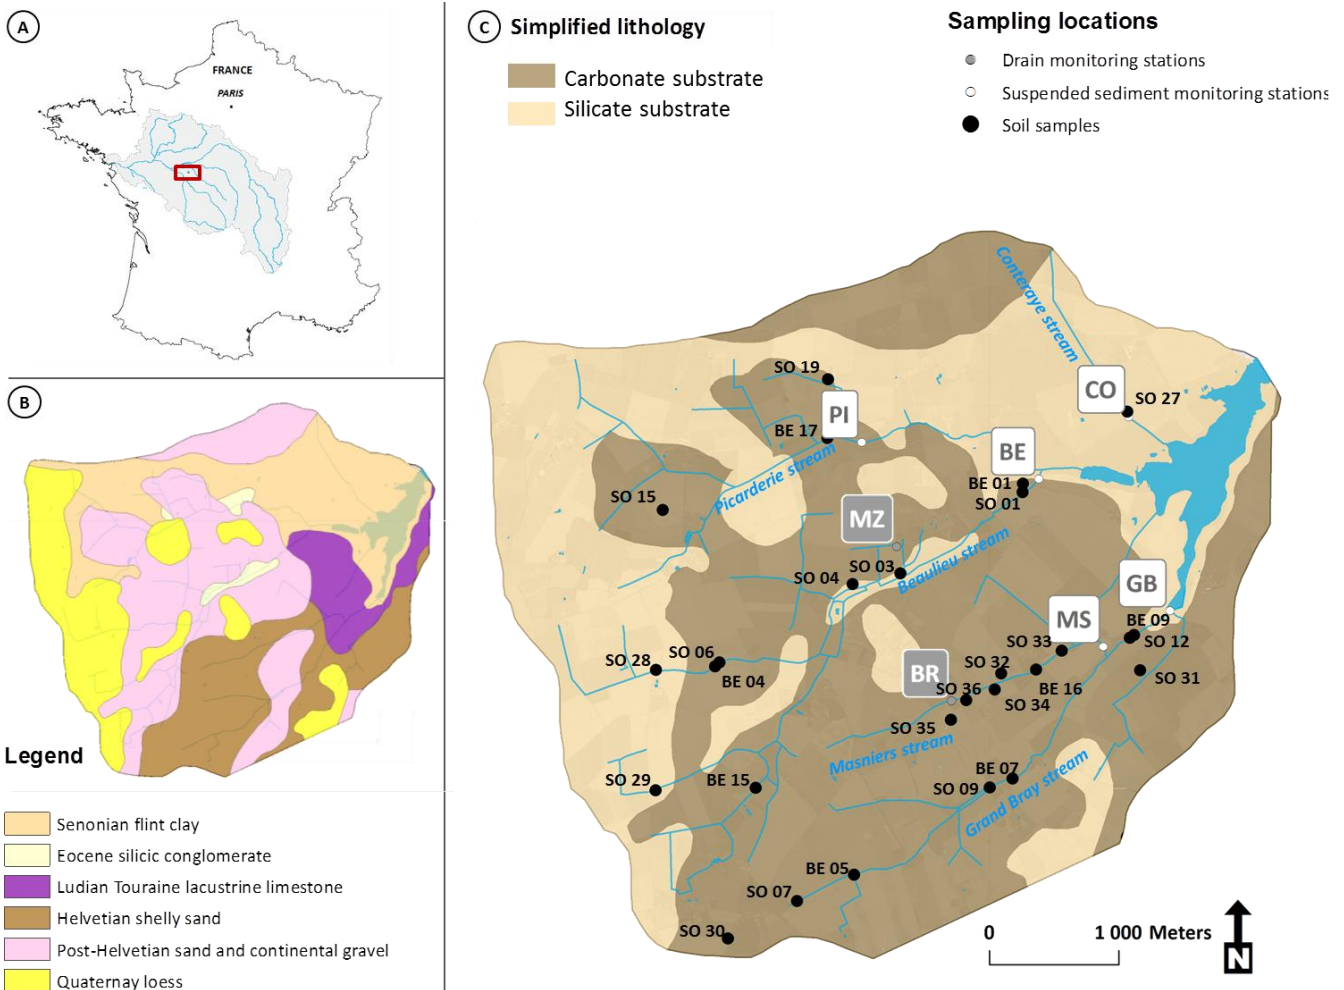 A
FRANCE
PARIS
B
Legend
Senonian flint clay
Eocene silicic conglomerate
Ludian Touraine lacustrine limestone
Helvetian shelly sand
Post-Helvetian sand and continental gravel
Quaternay loess
C Simplified lithology
Carbonate substrate
Silicate substrate
Sampling locations
Drain monitoring stations
Suspended sediment monitoring stations
Soil samples
Conteraye stream
SO 19
CO
SO 27
PI
BE 17
BE
Picarderie stream
BE 01
SO 15
SO 01
MZ
Beaulieu stream
SO 03
SO 04
GB
MS
BE 09
SO 33
SO 12
SO 28
SO 06
SO 32
BR
BE 04
SO 31
SO 36
BE 16
SO 34
SO 35
Masniers stream
SO 29
BE 15
BE 07
SO 09
Grand Bray stream
BE 05
SO 07
SO 30
0 1 000 Meters
N